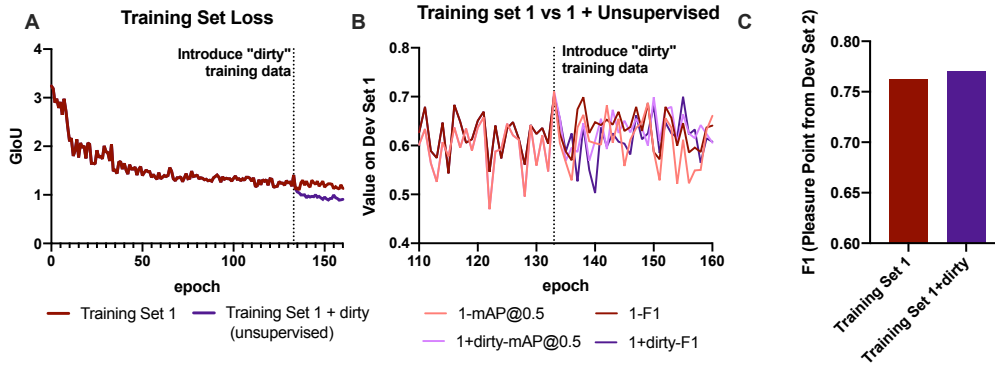 A
Training Set Loss
Introduce "dirty"
training data
GIoU
4
3
2
1
0
0
50
100
150
epoch
Training Set 1
Training Set 1 + dirty
(unsupervised)
B
Training set 1 vs 1 + Unsupervised
Introduce "dirty"
training data
Value on Dev Set 1
0.8
0.7
0.6
0.5
0.4
110
120
130
140
150
160
epoch
1-mAP@0.5
1-F1
1+dirty-mAP@0.5
1+dirty-F1
C
F1 (Pleasure Point from Dev Set 2)
0.80
0.75
0.70
0.65
0.60
Training Set 1
Training Set 1+dirty